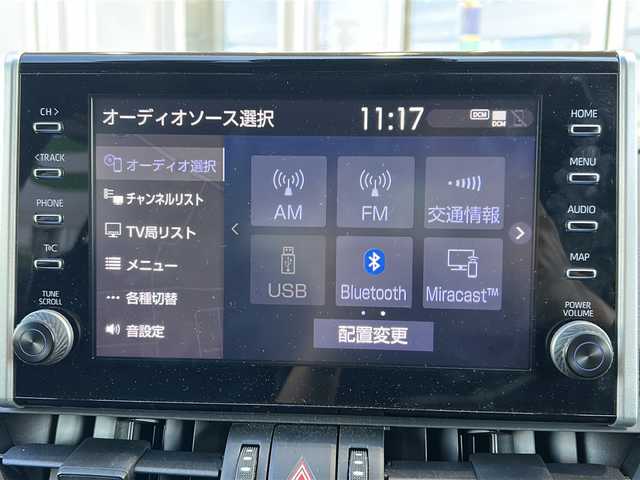 CH >
< TRACK
PHONE
TEC
TUNE
SCROLL
オーディオソース選択
11:17
DCM
DCM
オーディオ選択
チャンネルリスト
TV局リスト
メニュー
各種切替
音設定
AM
FM
交通情報
USB
Bluetooth
Miracast™
配置変更
HOME
MENU
AUDIO
MAP
POWER
VOLUME